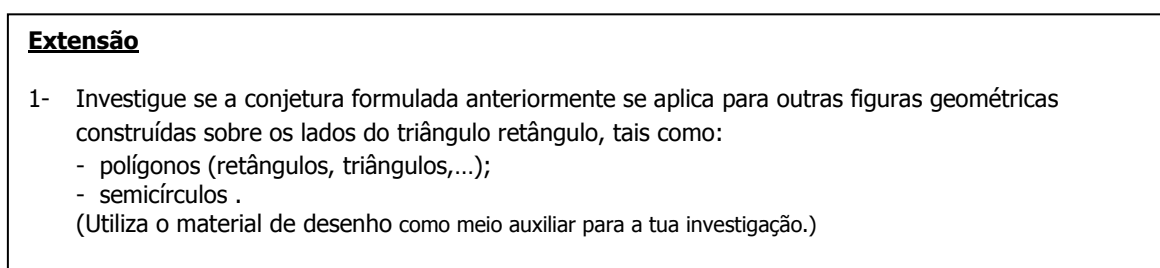 Extensão
1- Investigue se a conjetura formulada anteriormente se aplica para outras figuras geométricas
construídas sobre os lados do triângulo retângulo, tais como:
- polígonos (retângulos, triângulos,...);
- semicírculos .
(Utiliza o material de desenho como meio auxiliar para a tua investigação.)